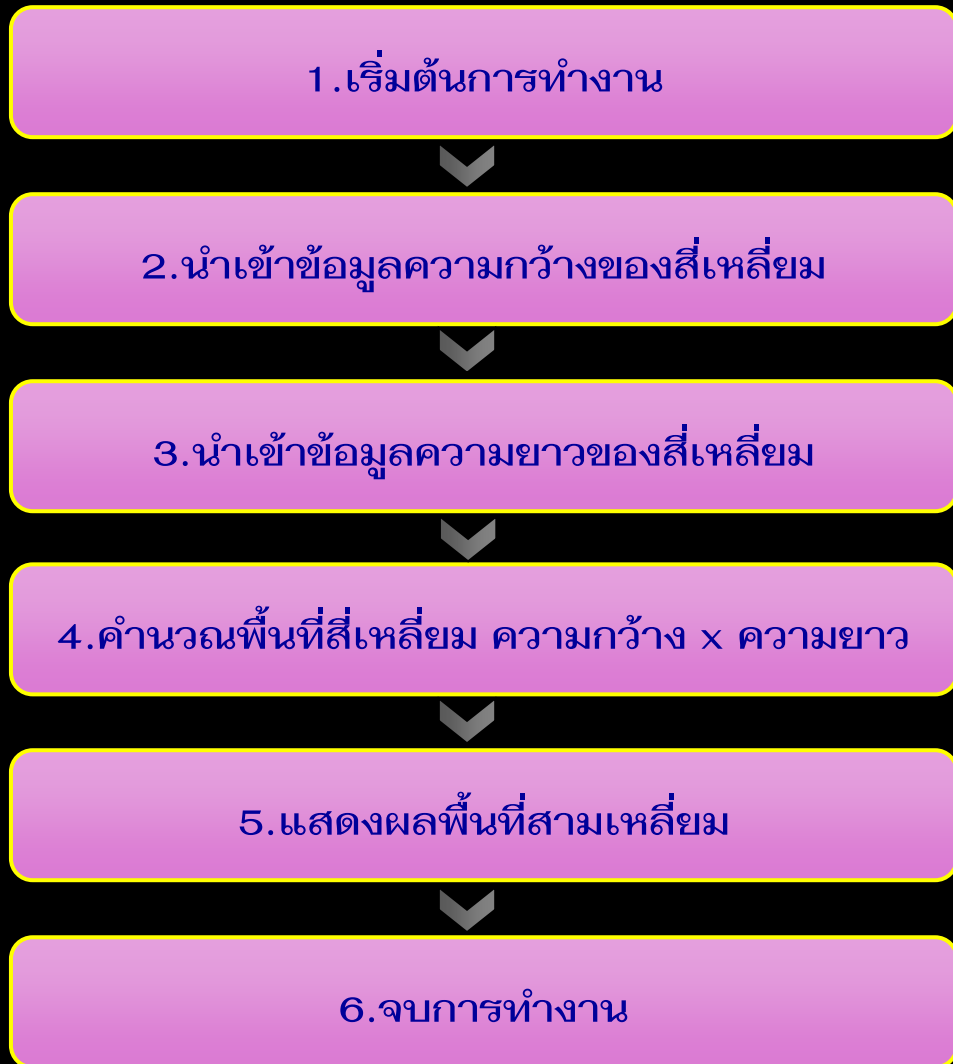 1.เริ่มต้นการทำงาน
2.นำเข้าข้อมูลความกว้างของสี่เหลี่ยม
3.นำเข้าข้อมูลความยาวของสี่เหลี่ยม
4.คำนวณพื้นที่สี่เหลี่ยม ความกว้าง x ความยาว
5.แสดงผลพื้นที่สามเหลี่ยม
6.จบการทำงาน